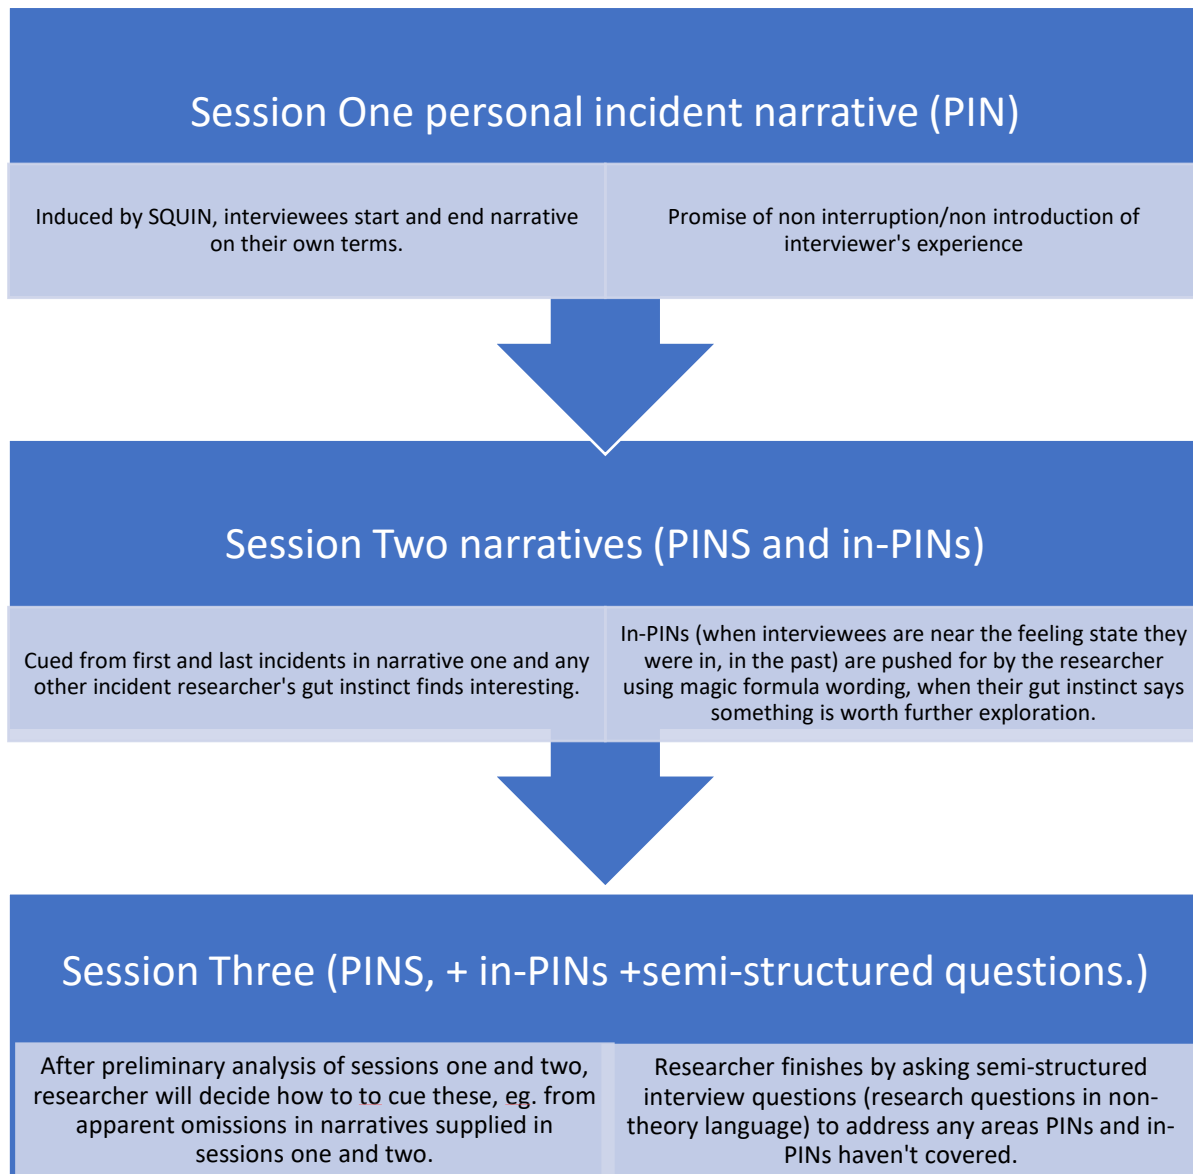 Session One personal incident narrative (PIN)
Induced by SQUIN, interviewees start and end narrative
on their own terms.
Promise of non interruption/non introduction of
interviewer's experience
Session Two narratives (PINS and in-PINs)
Cued from first and last incidents in narrative one and any
other incident researcher's gut instinct finds interesting.
In-PINs (when interviewees are near the feeling state they
were in, in the past) are pushed for by the researcher
using magic formula wording, when their gut instinct says
something is worth further exploration.
Session Three (PINS, + in-PINs +semi-structured questions.)
After preliminary analysis of sessions one and two,
researcher will decide how to to cue these, eg. from
apparent omissions in narratives supplied in
sessions one and two.
Researcher finishes by asking semi-structured
interview questions (research questions in non-
theory language) to address any areas PINs and in-
PINs haven't covered.